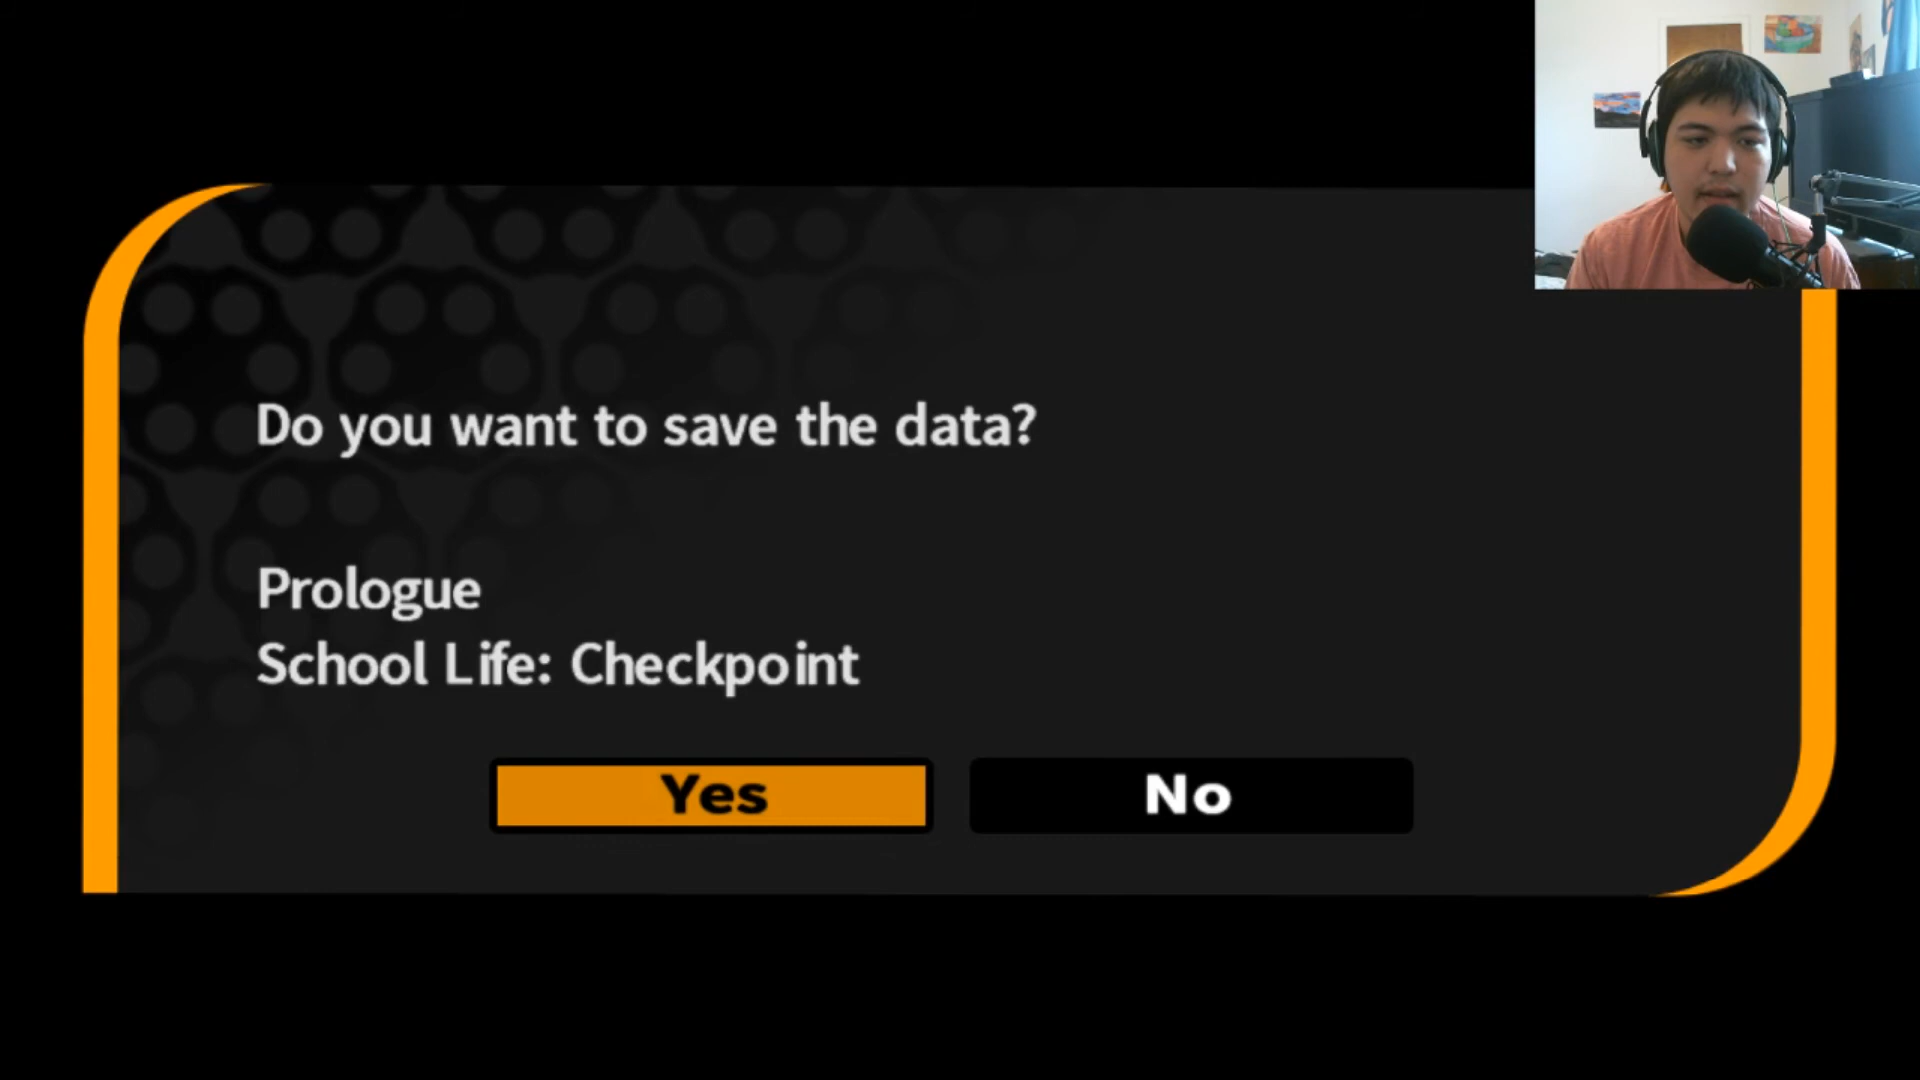 Do you want to save the data?
Prologue
School Life: Checkpoint
Yes
No